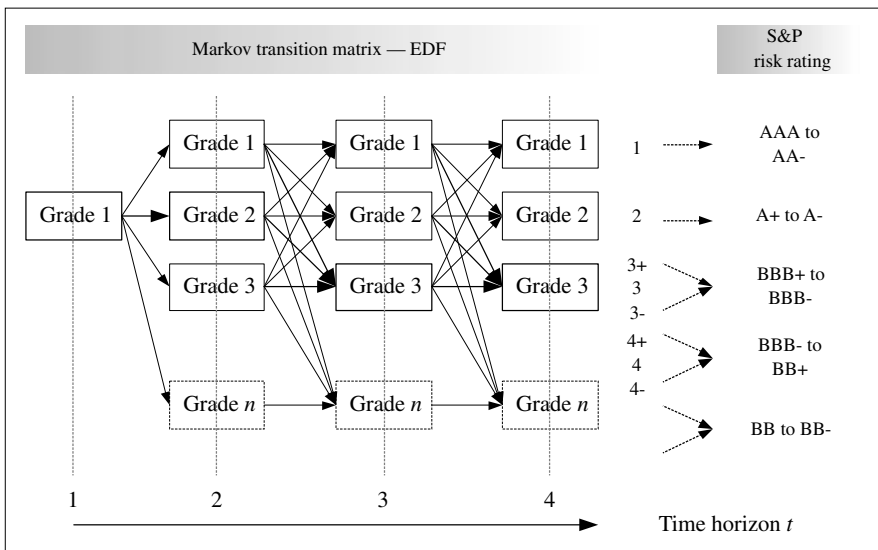 Markov transition matrix — EDF
S&P
risk rating
Grade 1
Grade 1
Grade 1
Grade 1
Grade 2
Grade 2
Grade 2
Grade 3
Grade 3
Grade 3
Grade n
Grade n
Grade n
1
AAA to
AA-
2
A+ to A-
3+
3
3-
BBB+ to
BBB-
4+
4
4-
BBB- to
BB+
BB to BB-
1
2
3
4
Time horizon t